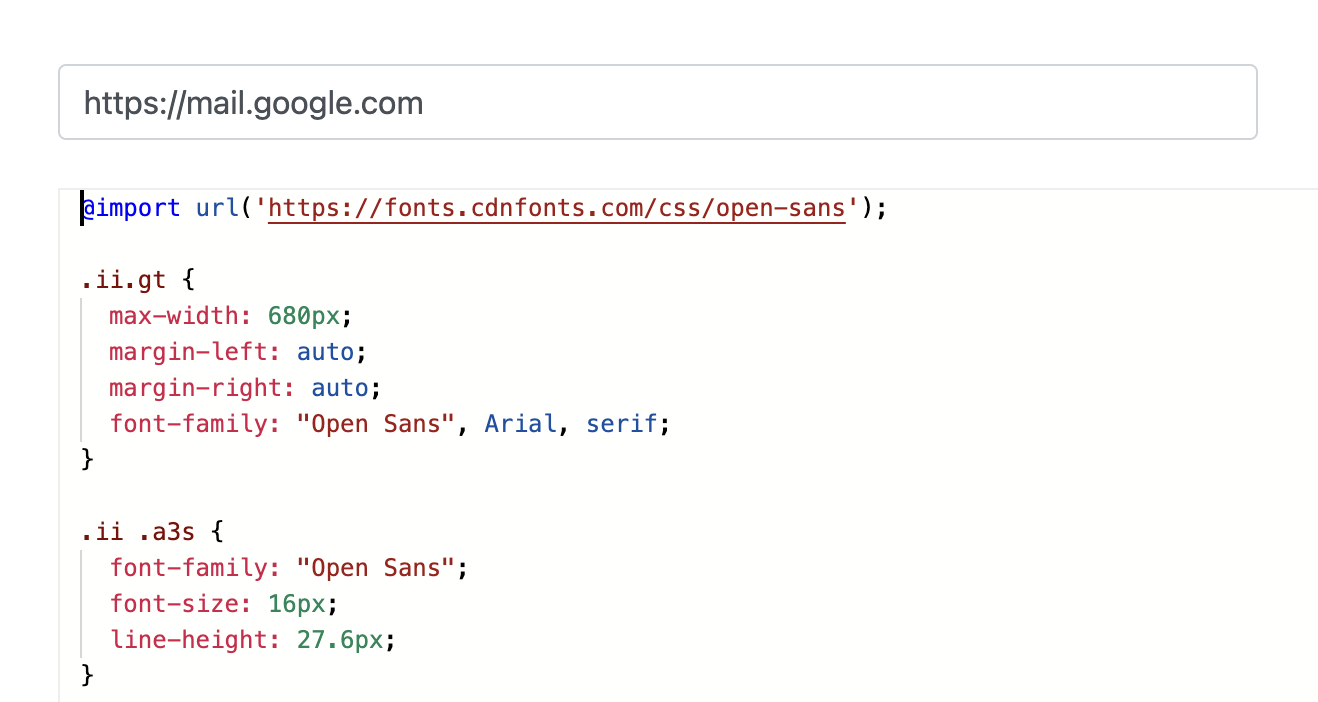 https://mail.google.com
@import url('https://fonts.cdnfonts.com/css/open-sans');
.ii.gt {
max-width: 680px;
margin-left: auto;
margin-right: auto;
font-family: "Open Sans", Arial, serif;
}
.ii .a3s {
font-family: "Open Sans";
font-size: 16px;
line-height: 27.6px;
}